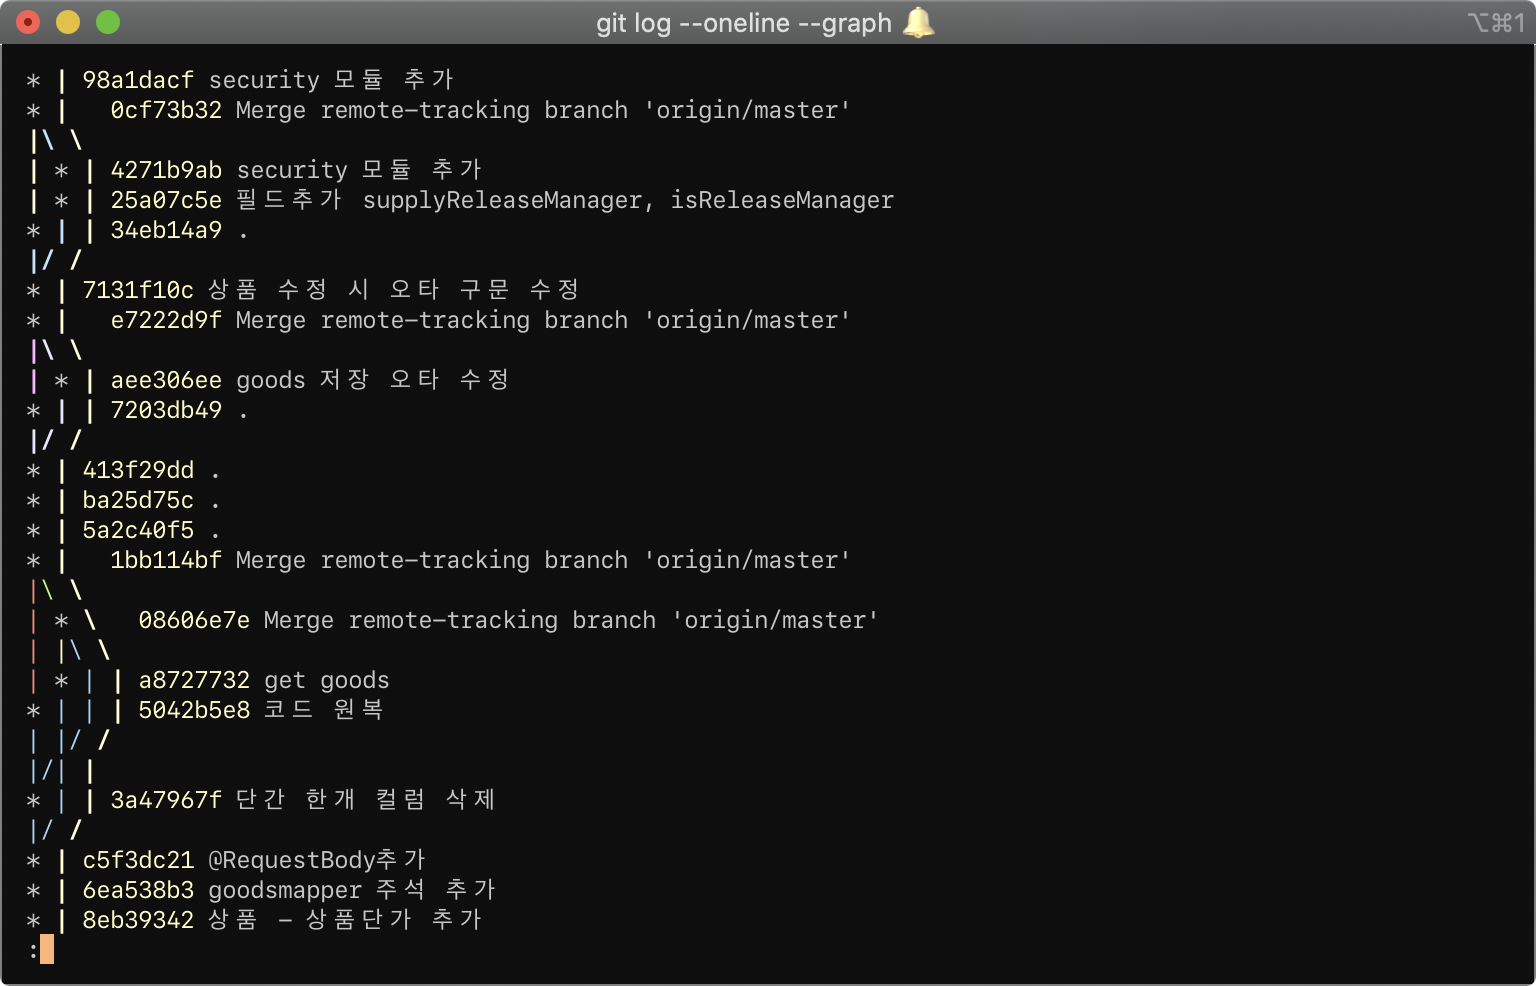 git log --oneline --graph 🔔 ⌥⌘1
* | 98a1dacf security 모듈 추가
* |   0cf73b32 Merge remote-tracking branch 'origin/master'
|\ \
| * | 4271b9ab security 모듈 추가
| * | 25a07c5e 필드추가 supplyReleaseManager, isReleaseManager
* | | 34eb14a9 .
|/ /
* | 7131f10c 상품 수정 시 오타 구문 수정
* |   e7222d9f Merge remote-tracking branch 'origin/master'
|\ \
| * | aee306ee goods 저장 오타 수정
* | | 7203db49 .
|/ /
* | 413f29dd .
* | ba25d75c .
* | 5a2c40f5 .
* |   1bb114bf Merge remote-tracking branch 'origin/master'
|\ \
| * \   08606e7e Merge remote-tracking branch 'origin/master'
| |\ \
| * | | a8727732 get goods
* | | | 5042b5e8 코드 원복
| |/ /
|/| |
* | | 3a47967f 단간 한개 컬럼 삭제
|/ /
* | c5f3dc21 @RequestBody추가
* | 6ea538b3 goodsmapper 주석 추가
* | 8eb39342 상품 - 상품단가 추가
: